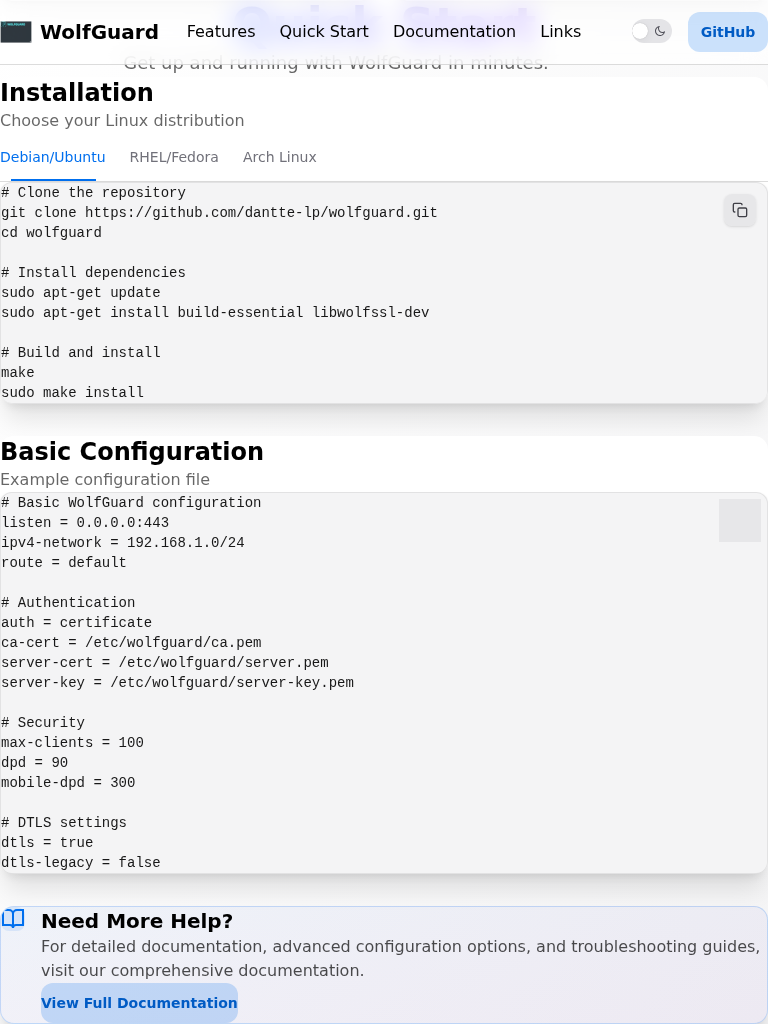 WolfGuard
Features
Quick Start
Documentation
Links
GitHub
Quick Start
Get up and running with WolfGuard in minutes.
Installation
Choose your Linux distribution
Debian/Ubuntu
RHEL/Fedora
Arch Linux
# Clone the repository
git clone https://github.com/dantte-lp/wolfguard.git
cd wolfguard
# Install dependencies
sudo apt-get update
sudo apt-get install build-essential libwolfssl-dev
# Build and install
make
sudo make install
Basic Configuration
Example configuration file
# Basic WolfGuard configuration
listen = 0.0.0.0:443
ipv4-network = 192.168.1.0/24
route = default
# Authentication
auth = certificate
ca-cert = /etc/wolfguard/ca.pem
server-cert = /etc/wolfguard/server.pem
server-key = /etc/wolfguard/server-key.pem
# Security
max-clients = 100
dpd = 90
mobile-dpd = 300
# DTLS settings
dtls = true
dtls-legacy = false
Need More Help?
For detailed documentation, advanced configuration options, and troubleshooting guides,
visit our comprehensive documentation.
View Full Documentation